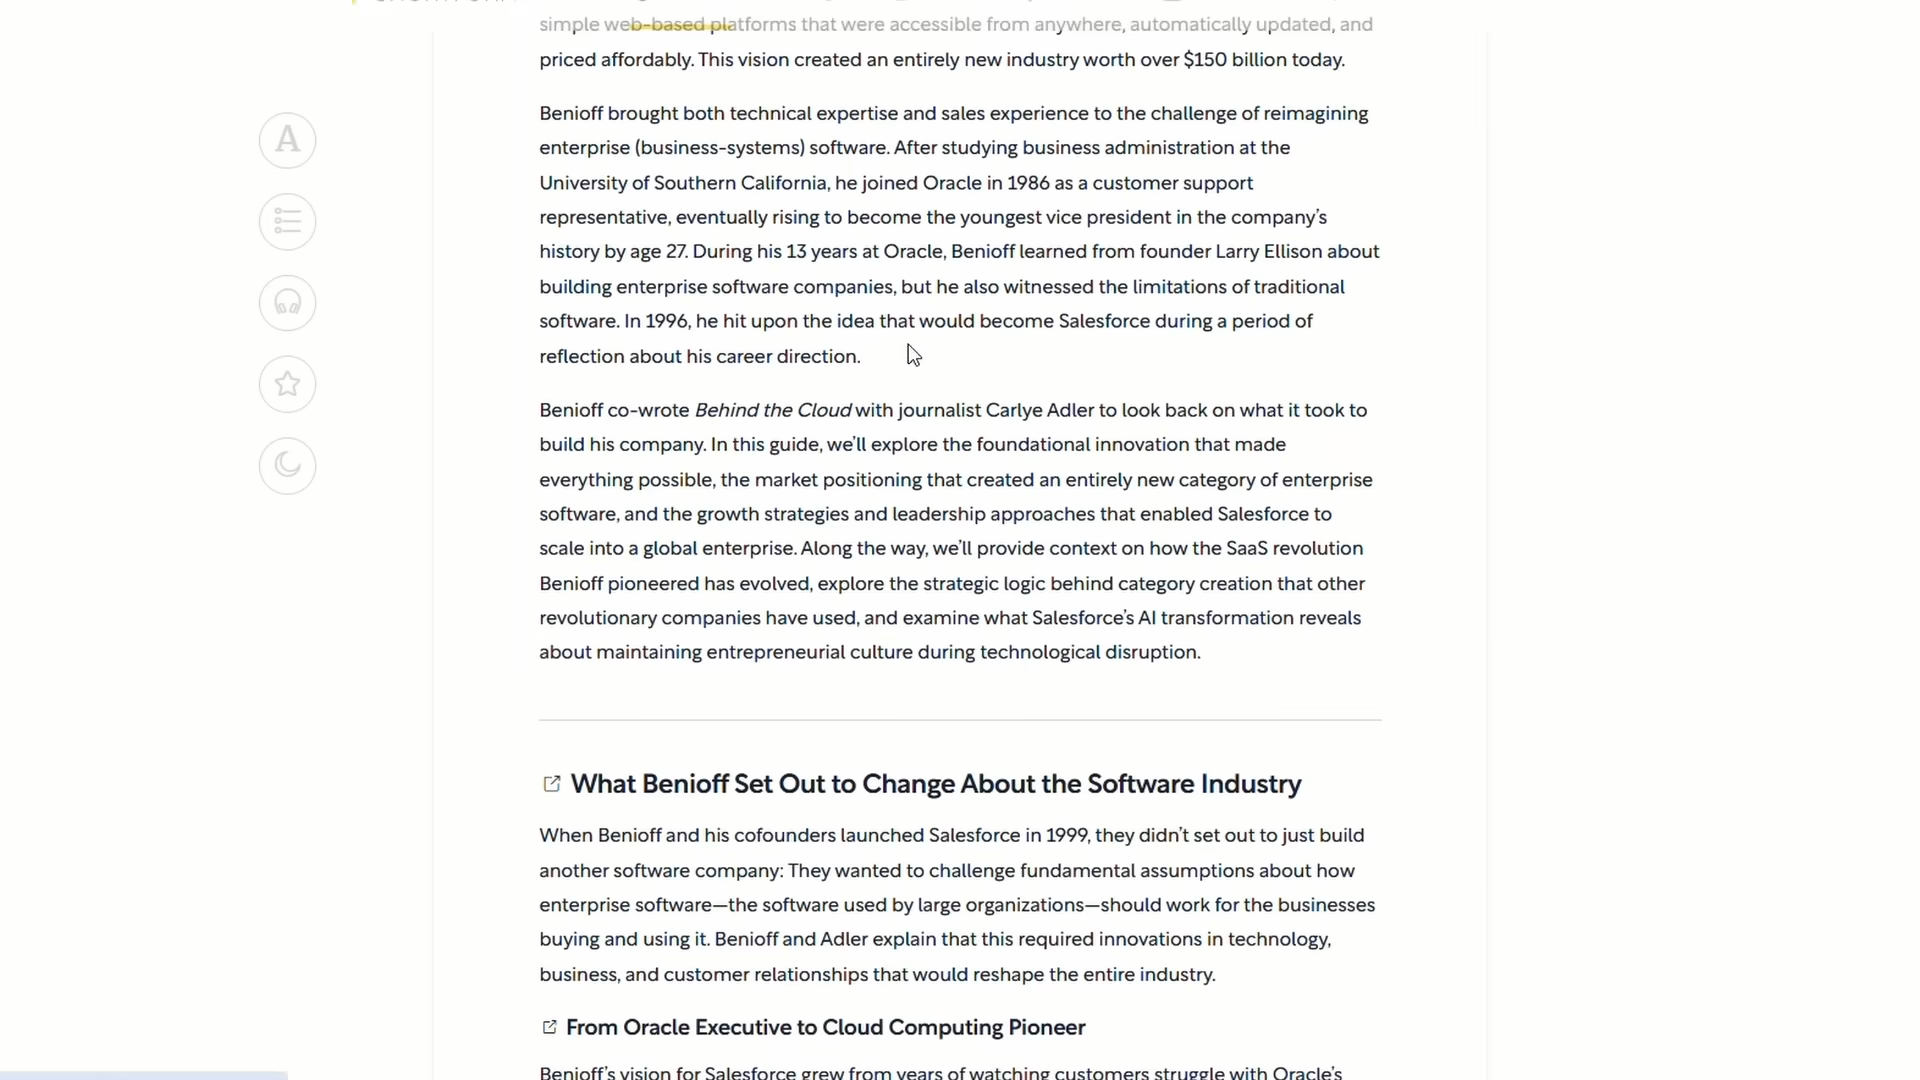 simple web-based platforms that were accessible from anywhere, automatically updated, and
priced affordably. This vision created an entirely new industry worth over $150 billion today.
Benioff brought both technical expertise and sales experience to the challenge of reimagining
enterprise (business-systems) software. After studying business administration at the
University of Southern California, he joined Oracle in 1986 as a customer support
representative, eventually rising to become the youngest vice president in the company's
history by age 27. During his 13 years at Oracle, Benioff learned from founder Larry Ellison about
building enterprise software companies, but he also witnessed the limitations of traditional
software. In 1996, he hit upon the idea that would become Salesforce during a period of
reflection about his career direction.
Benioff co-wrote Behind the Cloud with journalist Carlye Adler to look back on what it took to
build his company. In this guide, we'll explore the foundational innovation that made
everything possible, the market positioning that created an entirely new category of enterprise
software, and the growth strategies and leadership approaches that enabled Salesforce to
scale into a global enterprise. Along the way, we'll provide context on how the SaaS revolution
Benioff pioneered has evolved, explore the strategic logic behind category creation that other
revolutionary companies have used, and examine what Salesforce's AI transformation reveals
about maintaining entrepreneurial culture during technological disruption.
What Benioff Set Out to Change About the Software Industry
When Benioff and his cofounders launched Salesforce in 1999, they didn't set out to just build
another software company: They wanted to challenge fundamental assumptions about how
enterprise software—the software used by large organizations—should work for the businesses
buying and using it. Benioff and Adler explain that this required innovations in technology,
business, and customer relationships that would reshape the entire industry.
From Oracle Executive to Cloud Computing Pioneer
Benioff's vision for Salesforce grew from years of watching customers struggle with Oracle's